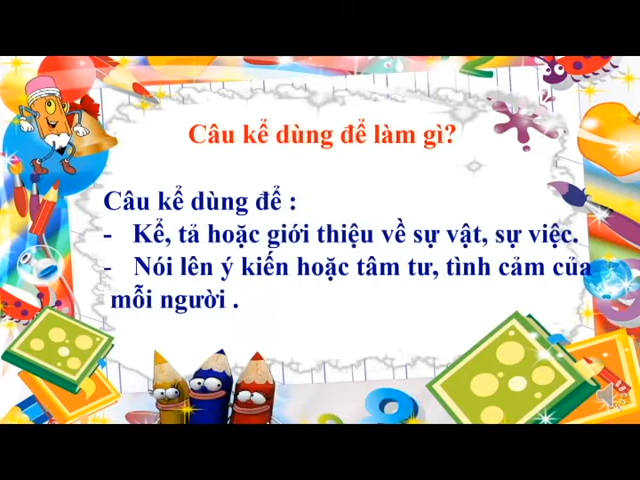 Câu kể dùng để làm gì?
Câu kể dùng để :
- Kể, tả hoặc giới thiệu về sự vật, sự việc.
- Nói lên ý kiến hoặc tâm tư, tình cảm của
mỗi người .